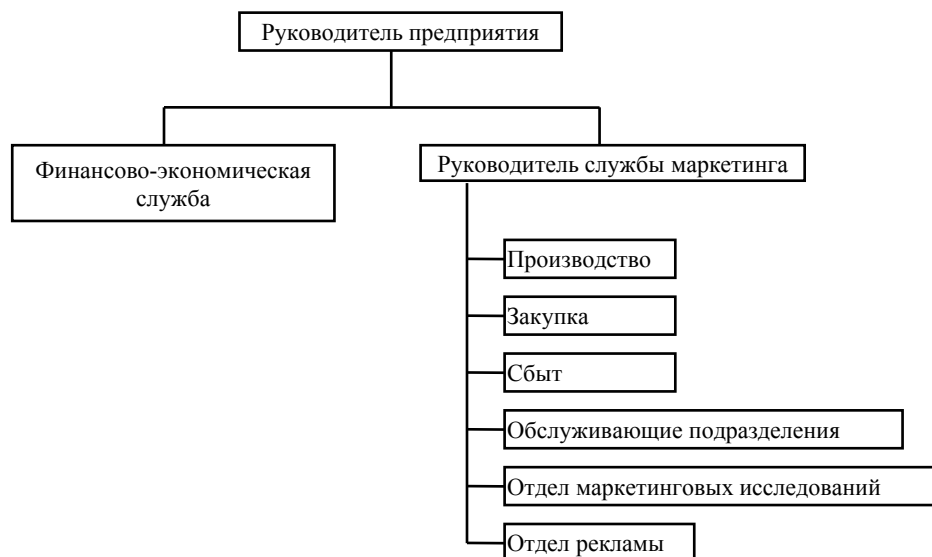 Руководитель предприятия
Финансово-экономическая
служба
Руководитель службы маркетинга
Производство
Закупка
Сбыт
Обслуживающие подразделения
Отдел маркетинговых исследований
Отдел рекламы